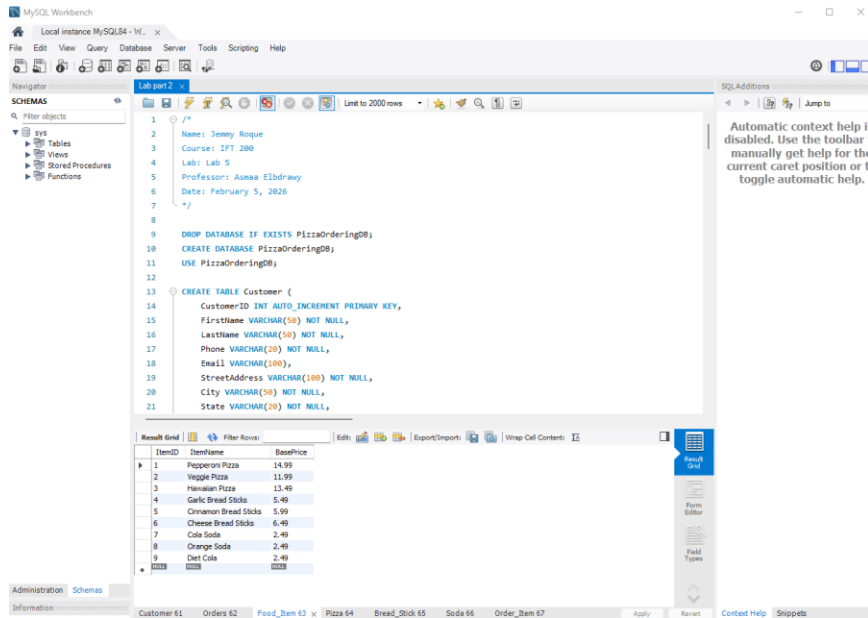 MySQL Workbench
Local instance MySQL84 - W... ×
File Edit View Query Database Server Tools Scripting Help
Navigator
SCHEMAS
Filter objects
sys
Tables
Views
Stored Procedures
Functions
Administration Schemas
Information
Lab part 2 ×
Limit to 2000 rows
1 /*
2 Name: Jemmy Roque
3 Course: IFT 200
4 Lab: Lab 5
5 Professor: Asmaa Elbdrawy
6 Date: February 5, 2026
7 */
8
9 DROP DATABASE IF EXISTS PizzaOrderingDB;
10 CREATE DATABASE PizzaOrderingDB;
11 USE PizzaOrderingDB;
12
13 CREATE TABLE Customer (
14 CustomerID INT AUTO_INCREMENT PRIMARY KEY,
15 FirstName VARCHAR(50) NOT NULL,
16 LastName VARCHAR(50) NOT NULL,
17 Phone VARCHAR(20) NOT NULL,
18 Email VARCHAR(100),
19 StreetAddress VARCHAR(100) NOT NULL,
20 City VARCHAR(50) NOT NULL,
21 State VARCHAR(20) NOT NULL,
Result Grid Filter Rows: Edit: Export/Import: Wrap Cell Content:
ItemID ItemName BasePrice
1 Pepperoni Pizza 14.99
2 Veggie Pizza 11.99
3 Hawaiian Pizza 13.49
4 Garlic Bread Sticks 5.49
5 Cinnamon Bread Sticks 5.99
6 Cheese Bread Sticks 6.49
7 Cola Soda 2.49
8 Orange Soda 2.49
9 Diet Cola 2.49
NULL NULL NULL
Result
Grid
Form
Editor
Field
Types
Customer 61 Orders 62 Food_Item 63 × Pizza 64 Bread_Stick 65 Soda 66 Order_Item 67 Apply Revert
SQLAdditions
Jump to
Automatic context help i
disabled. Use the toolbar
manually get help for the
current caret position or t
toggle automatic help.
Context Help Snippets